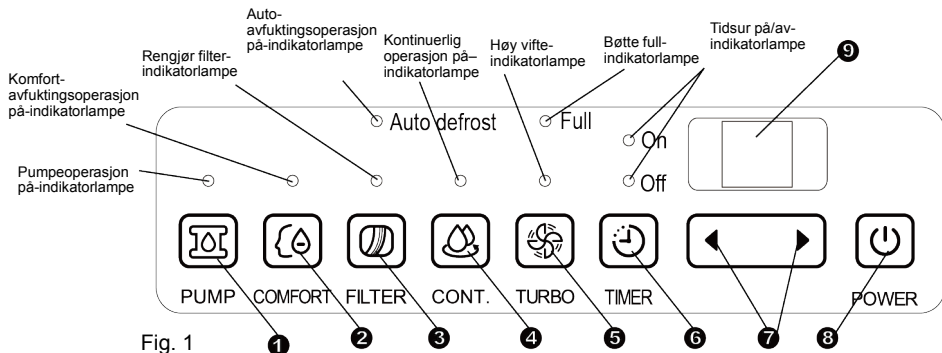 Auto-
avfuktingsoperasjon
på-indikatorlampe
Rengjør filter-
indikatorlampe
Kontinuerlig
operasjon på–
indikatorlampe
Høy vifte-
indikatorlampe
Bøtte full-
indikatorlampe
Tidsur på/av-
indikatorlampe
9
Komfort-
avfuktingsoperasjon
på-indikatorlampe
Pumpeoperasjon
på-indikatorlampe
Auto defrost
Full
On
Off
PUMP COMFORT FILTER CONT. TURBO TIMER POWER
Fig. 1
1 2 3 4 5 6 7 8